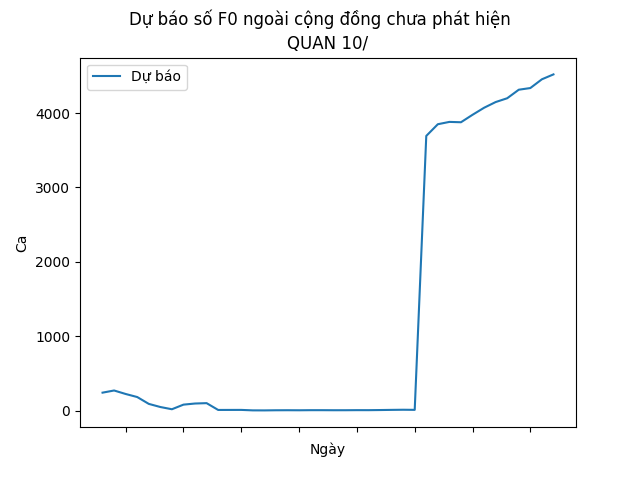 Dự báo số F0 ngoài cộng đồng chưa phát hiện
QUAN 10/
Dự báo
4000
3000
2000
1000
0
Ca
Ngày